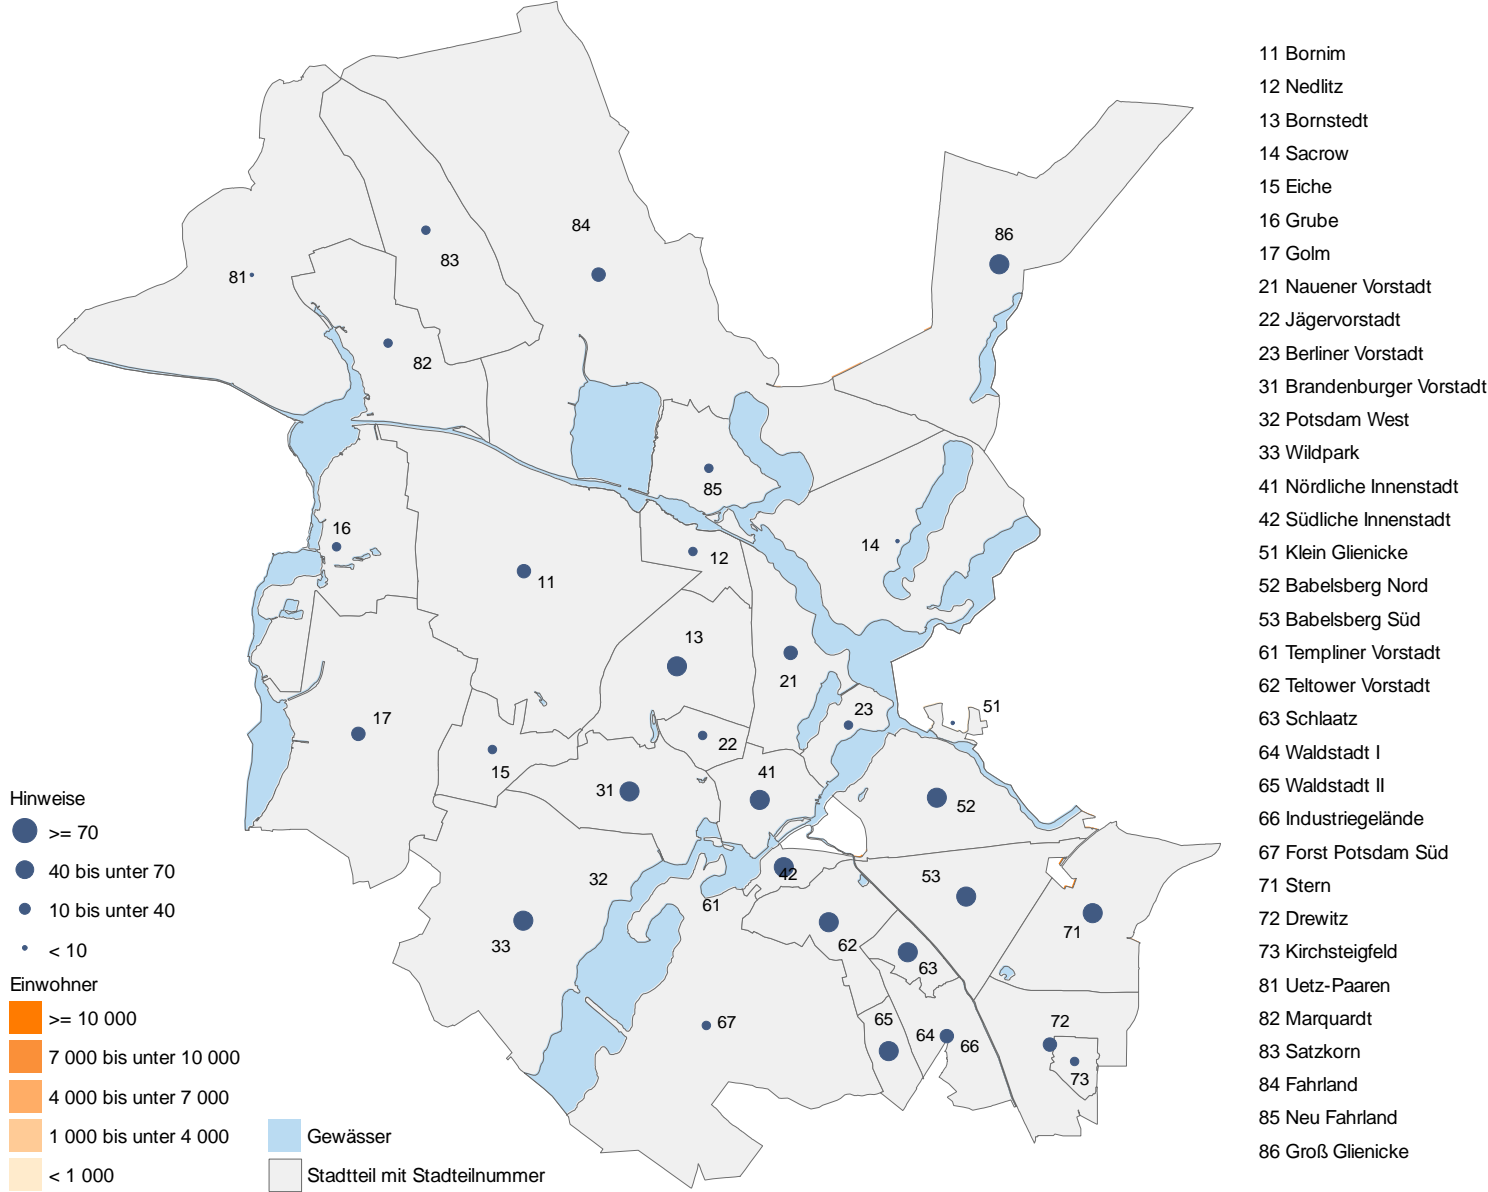 84
86
83
81
82
85
16
14
12
11
13
21
17
51
23
22
15
41
31
52
42
32
53
61
71
33
62
63
67
65
64
66
72
73
11 Bornim
12 Nedlitz
13 Bornstedt
14 Sacrow
15 Eiche
16 Grube
17 Golm
21 Nauener Vorstadt
22 Jägervorstadt
23 Berliner Vorstadt
31 Brandenburger Vorstadt
32 Potsdam West
33 Wildpark
41 Nördliche Innenstadt
42 Südliche Innenstadt
51 Klein Glienicke
52 Babelsberg Nord
53 Babelsberg Süd
61 Templiner Vorstadt
62 Teltower Vorstadt
63 Schlaatz
64 Waldstadt I
65 Waldstadt II
66 Industriegelände
67 Forst Potsdam Süd
71 Stern
72 Drewitz
73 Kirchsteigfeld
81 Uetz-Paaren
82 Marquardt
83 Satzkorn
84 Fahrland
85 Neu Fahrland
86 Groß Glienicke
Hinweise
>= 70
40 bis unter 70
10 bis unter 40
< 10
Einwohner
>= 10 000
7 000 bis unter 10 000
4 000 bis unter 7 000
1 000 bis unter 4 000
< 1 000
Gewässer
Stadtteil mit Stadteilnummer